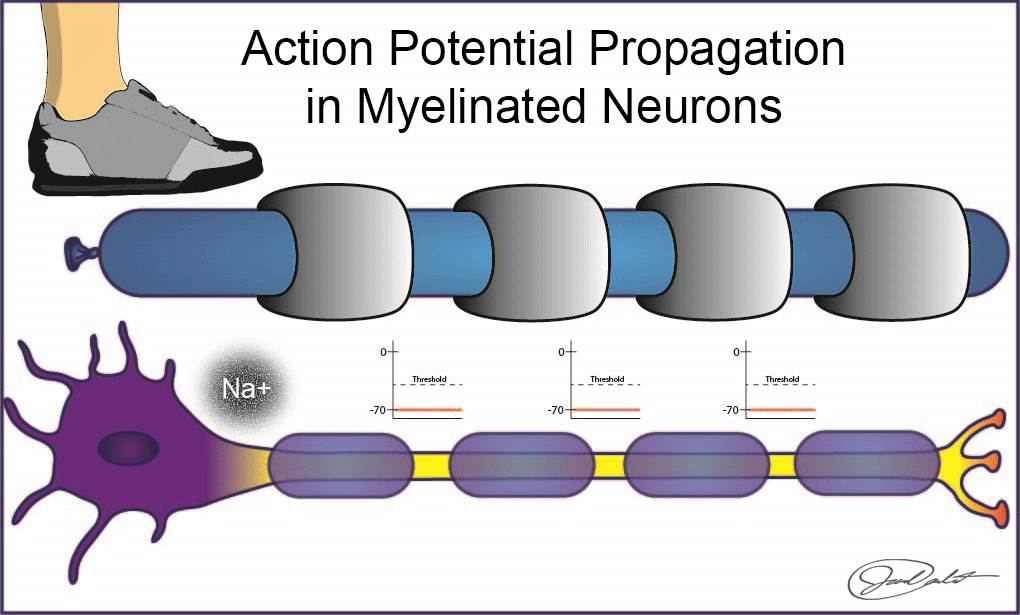 Action Potential Propagation
in Myelinated Neurons
Na+
0
Threshold
-70
0
Threshold
-70
0
Threshold
-70